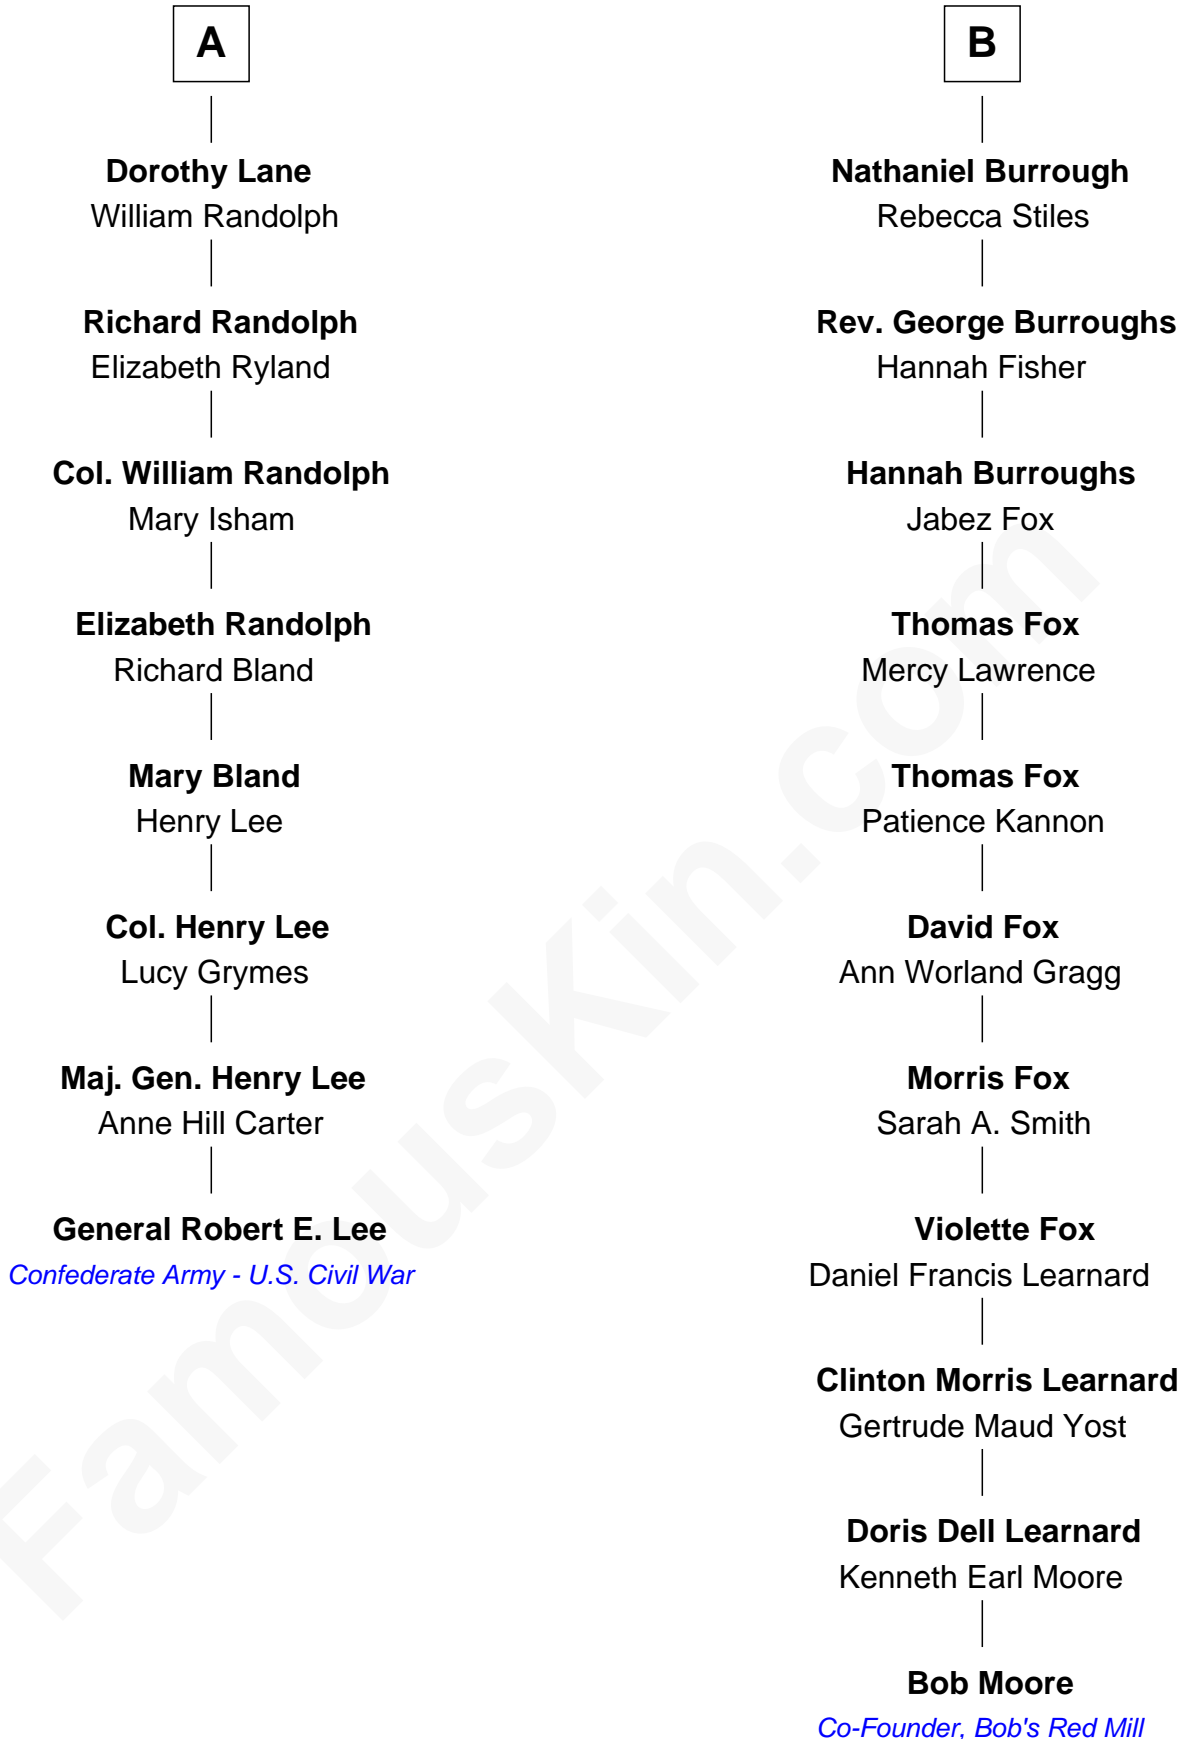 A
Dorothy Lane
William Randolph
Richard Randolph
Elizabeth Ryland
Col. William Randolph
Mary Isham
Elizabeth Randolph
Richard Bland
Mary Bland
Henry Lee
Col. Henry Lee
Lucy Grymes
Maj. Gen. Henry Lee
Anne Hill Carter
General Robert E. Lee
Confederate Army - U.S. Civil War
B
Nathaniel Burrough
Rebecca Stiles
Rev. George Burroughs
Hannah Fisher
Hannah Burroughs
Jabez Fox
Thomas Fox
Mercy Lawrence
Thomas Fox
Patience Kannon
David Fox
Ann Worland Gragg
Morris Fox
Sarah A. Smith
Violette Fox
Daniel Francis Learnard
Clinton Morris Learnard
Gertrude Maud Yost
Doris Dell Learnard
Kenneth Earl Moore
Bob Moore
Co-Founder, Bob's Red Mill
FamousKin.com